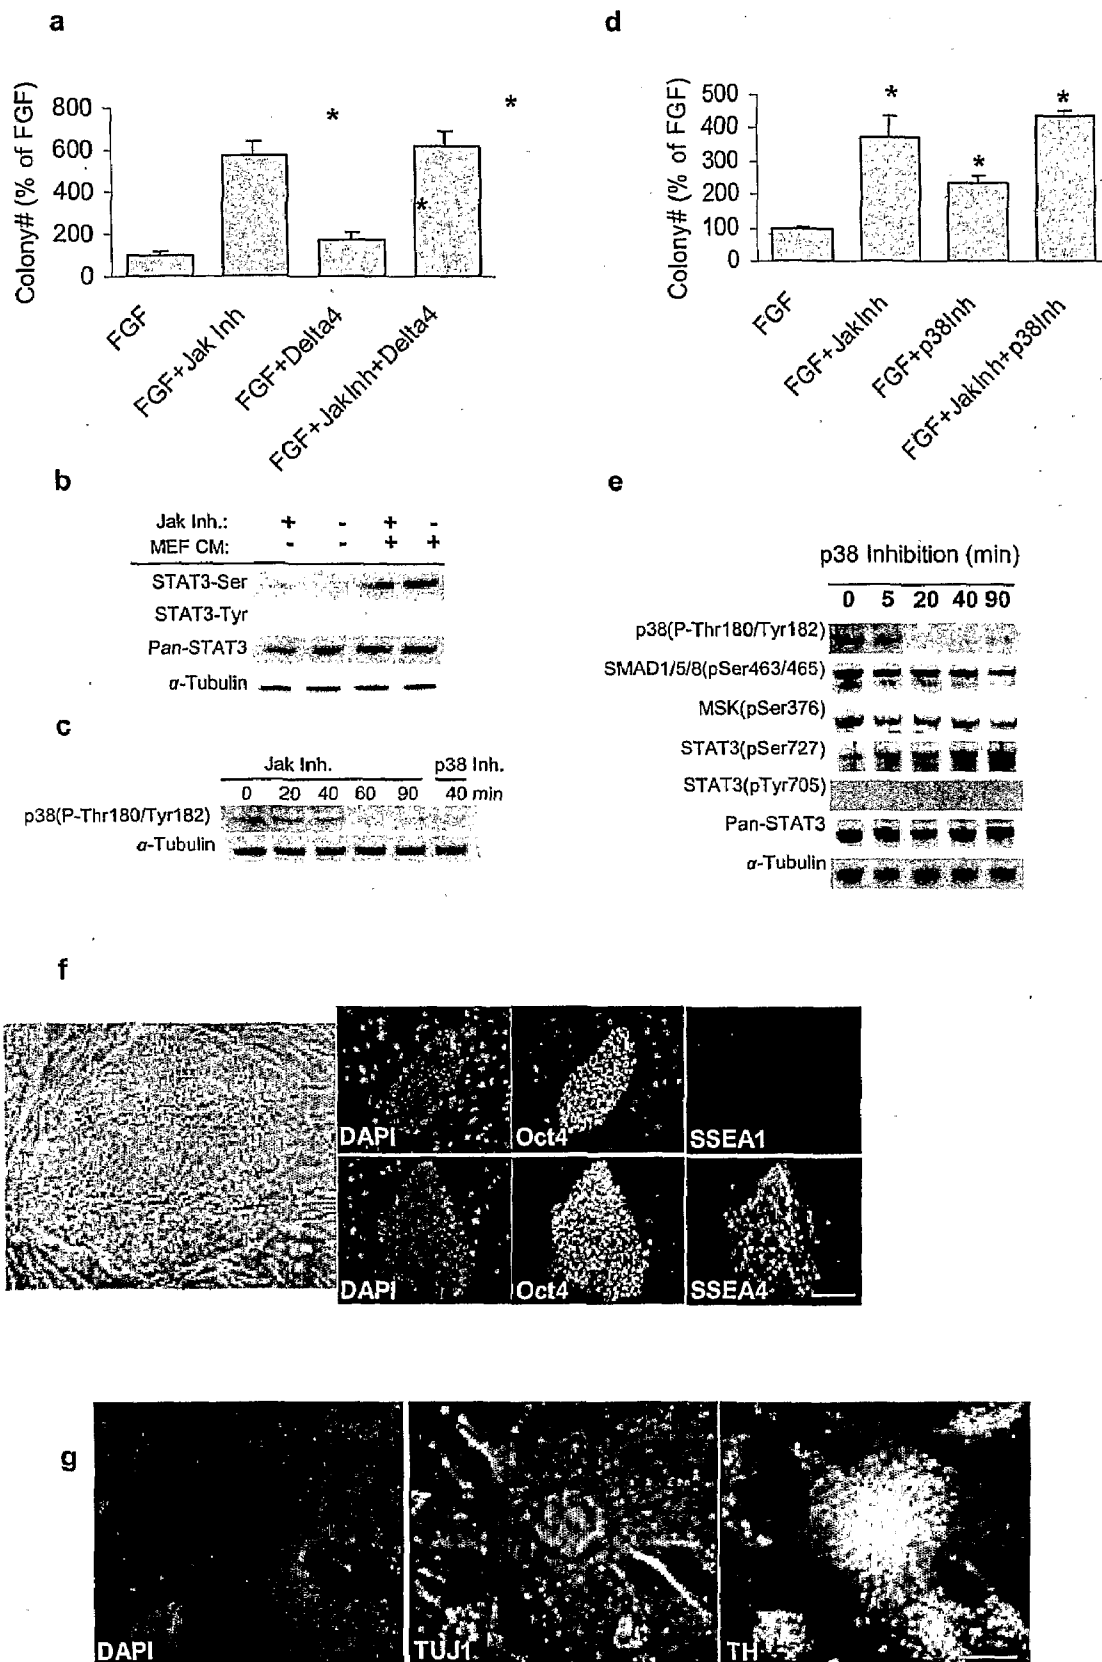 a
Colony# (% of FGF)
800
600
400
200
0
*
*
*
FGF
FGF+Jak Inh
FGF+Delta4
FGF+JakInh+Delta4
d
Colony# (% of FGF)
500
400
300
200
100
0
*
*
*
FGF
FGF+JakInh
FGF+p38Inh
FGF+JakInh+p38Inh
b
Jak Inh.: + - + -
MEF CM: - - + +
STAT3-Ser
STAT3-Tyr
Pan-STAT3
α-Tubulin
c
Jak Inh. p38 Inh.
0 20 40 60 90 40 min
p38(P-Thr180/Tyr182)
α-Tubulin
e
p38 Inhibition (min)
0 5 20 40 90
p38(P-Thr180/Tyr182)
SMAD1/5/8(pSer463/465)
MSK(pSer376)
STAT3(pSer727)
STAT3(pTyr705)
Pan-STAT3
α-Tubulin
f
DAPI Oct4 SSEA1
DAPI Oct4 SSEA4
g
DAPI TUJ1 TH